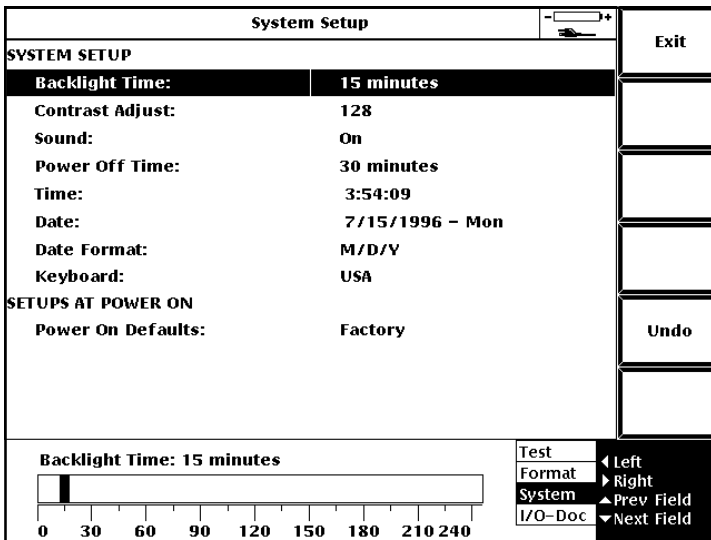 System Setup
- +
Exit
SYSTEM SETUP
Backlight Time: 15 minutes
Contrast Adjust: 128
Sound: On
Power Off Time: 30 minutes
Time: 3:54:09
Date: 7/15/1996 - Mon
Date Format: M/D/Y
Keyboard: USA
SETUPS AT POWER ON
Power On Defaults: Factory
Undo
Backlight Time: 15 minutes
0 30 60 90 120 150 180 210 240
Test
Format
System
I/O-Doc
Left
Right
Prev Field
Next Field